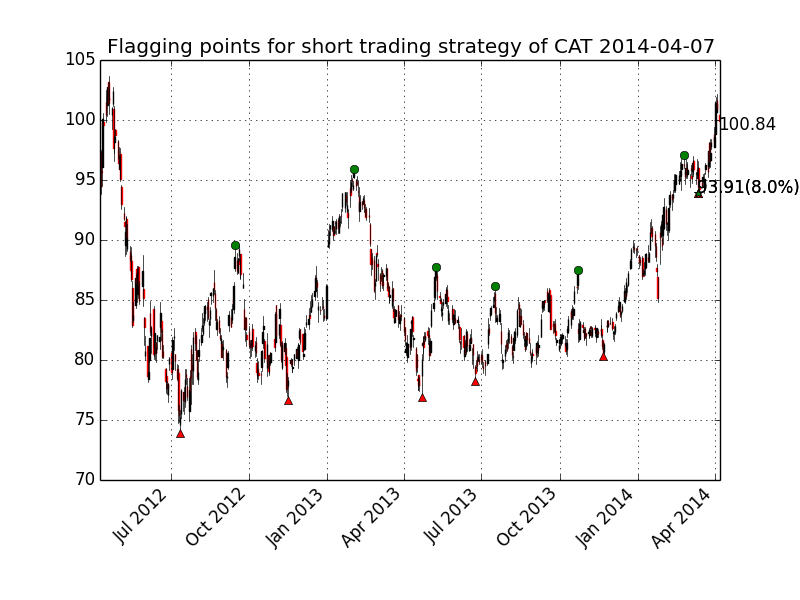 Flagging points for short trading strategy of CAT 2014-04-07
105
100
95
90
85
80
75
70
100.84
93.91(8.0%)
Jul 2012
Oct 2012
Jan 2013
Apr 2013
Jul 2013
Oct 2013
Jan 2014
Apr 2014